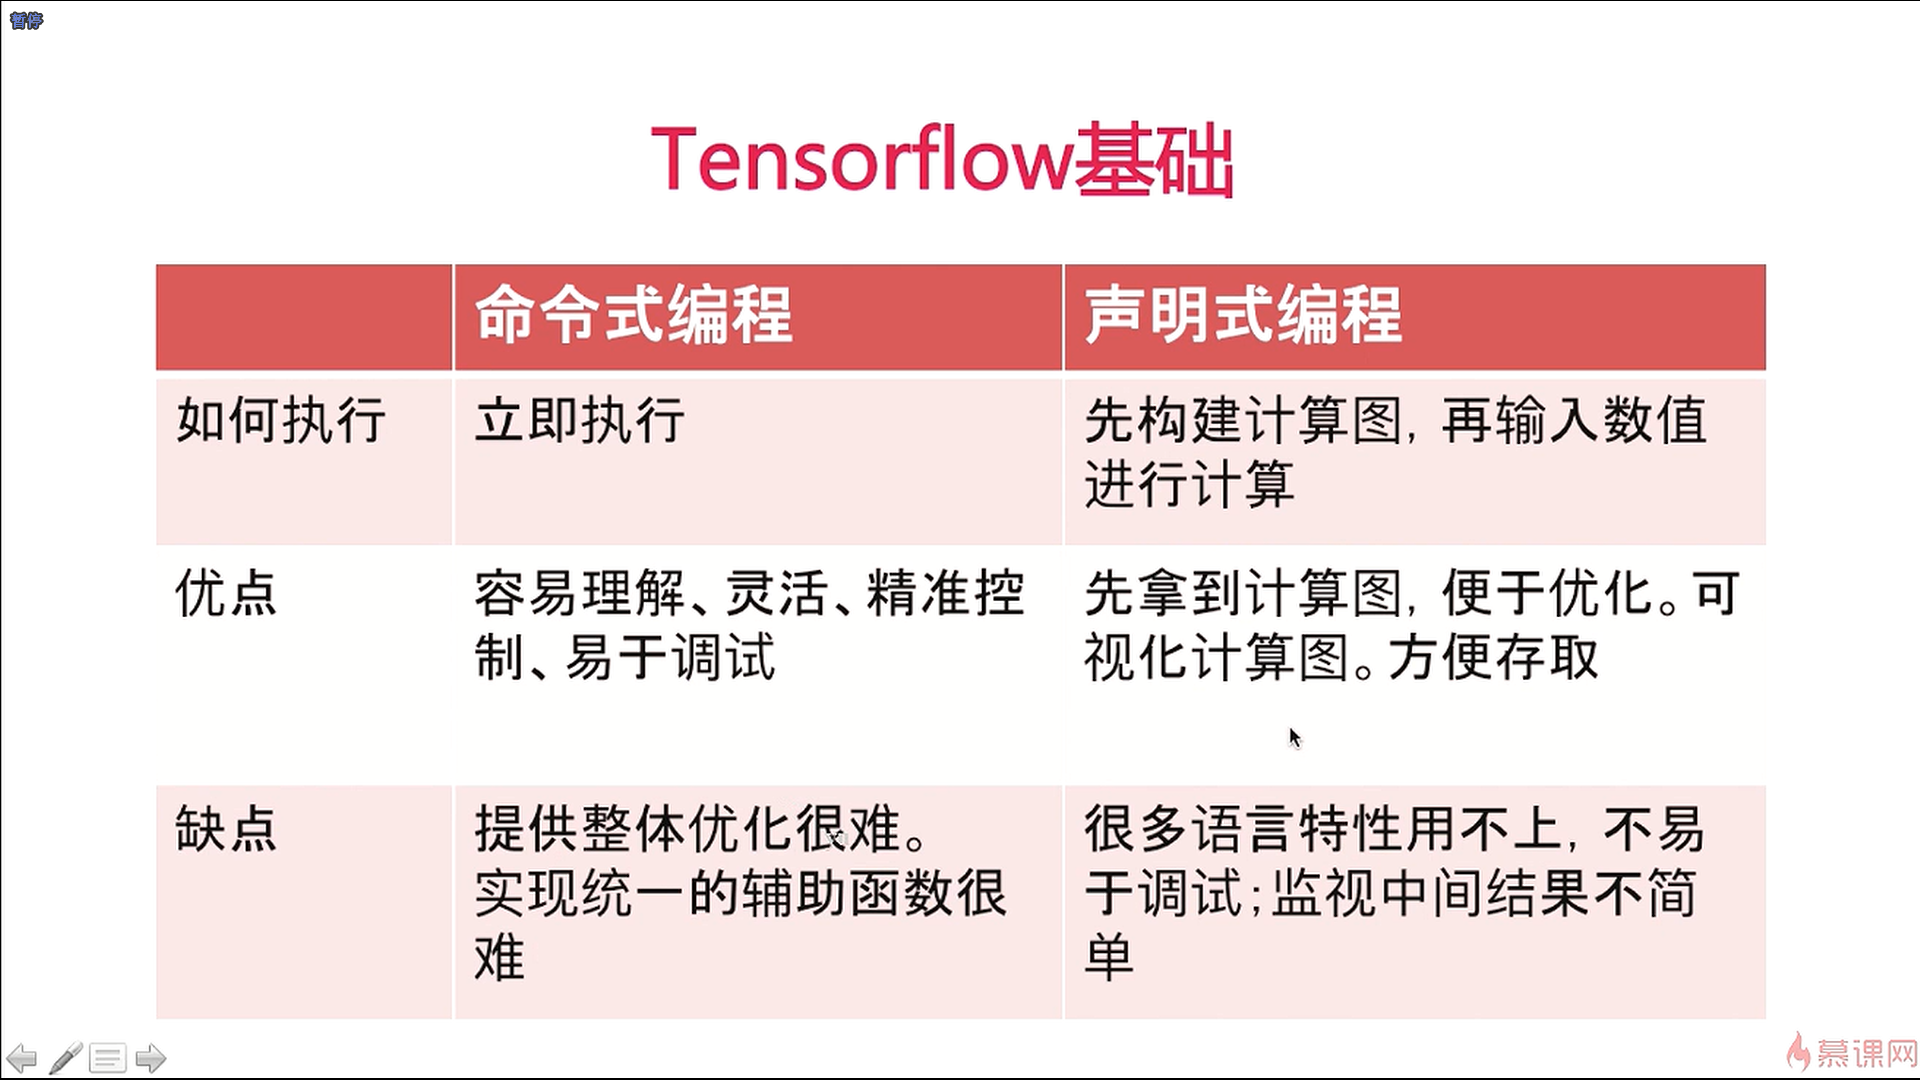 暂停
Tensorflow基础
命令式编程
声明式编程
如何执行
立即执行
先构建计算图，再输入数值
进行计算
优点
容易理解、灵活、精准控
制、易于调试
先拿到计算图，便于优化。可
视化计算图。方便存取
缺点
提供整体优化很难。
实现统一的辅助函数很
难
很多语言特性用不上，不易
于调试；监视中间结果不简
单
慕课网